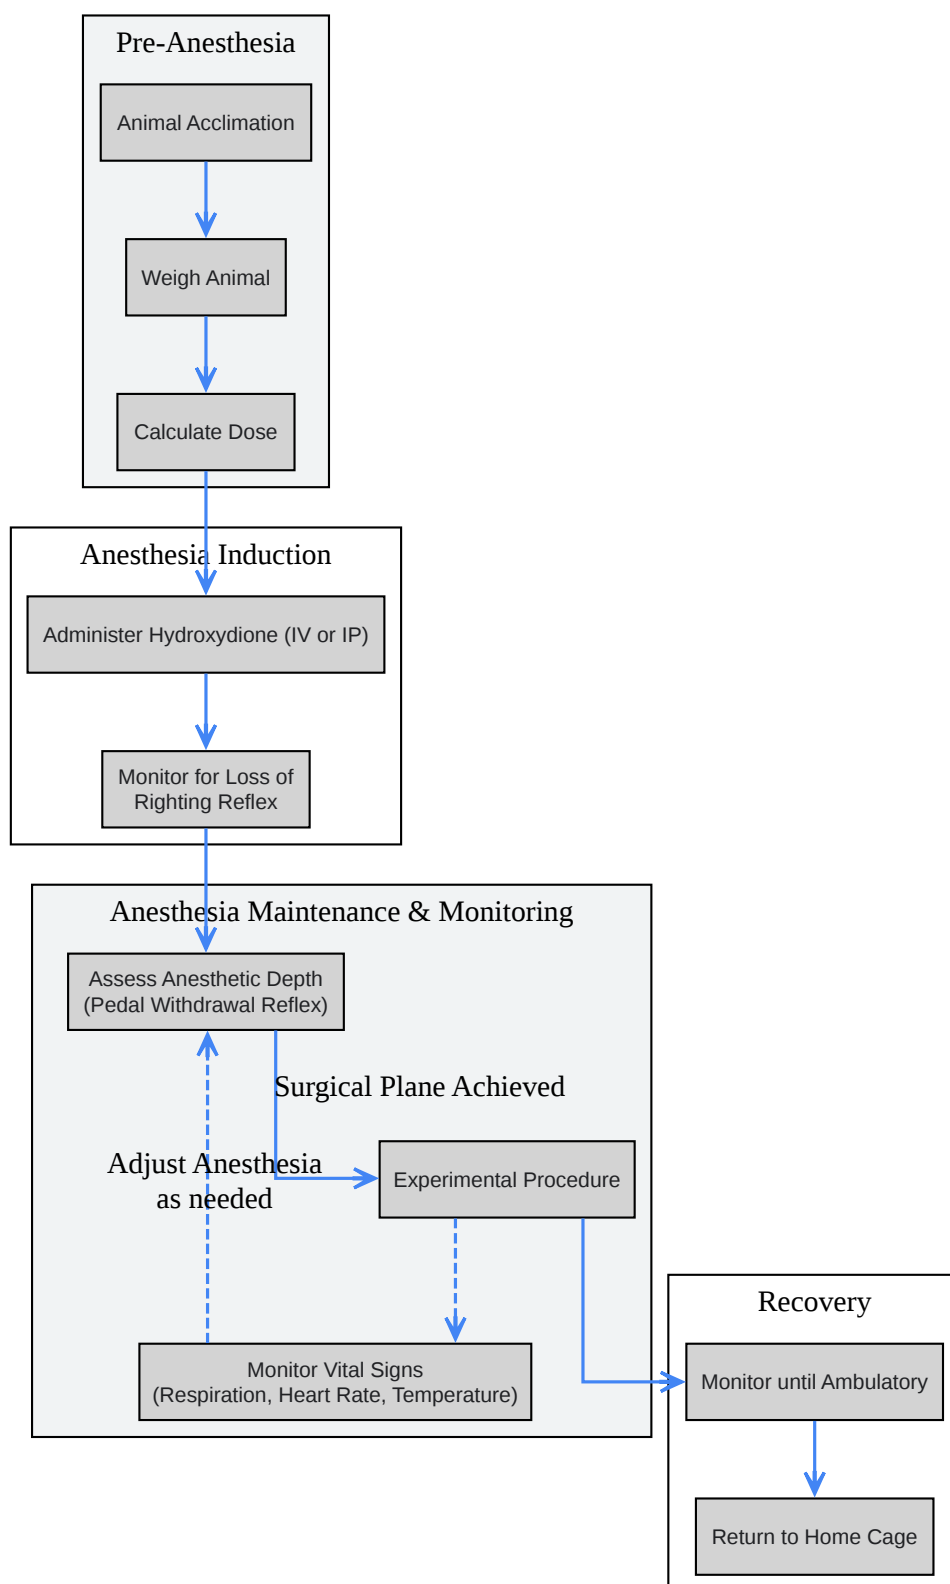 Pre-Anesthesia
Animal Acclimation
Weigh Animal
Calculate Dose
Anesthesia Induction
Administer Hydroxydione (IV or IP)
Monitor for Loss of
Righting Reflex
Anesthesia Maintenance & Monitoring
Assess Anesthetic Depth
(Pedal Withdrawal Reflex)
Surgical Plane Achieved
Adjust Anesthesia
as needed
Experimental Procedure
Monitor Vital Signs
(Respiration, Heart Rate, Temperature)
Recovery
Monitor until Ambulatory
Return to Home Cage